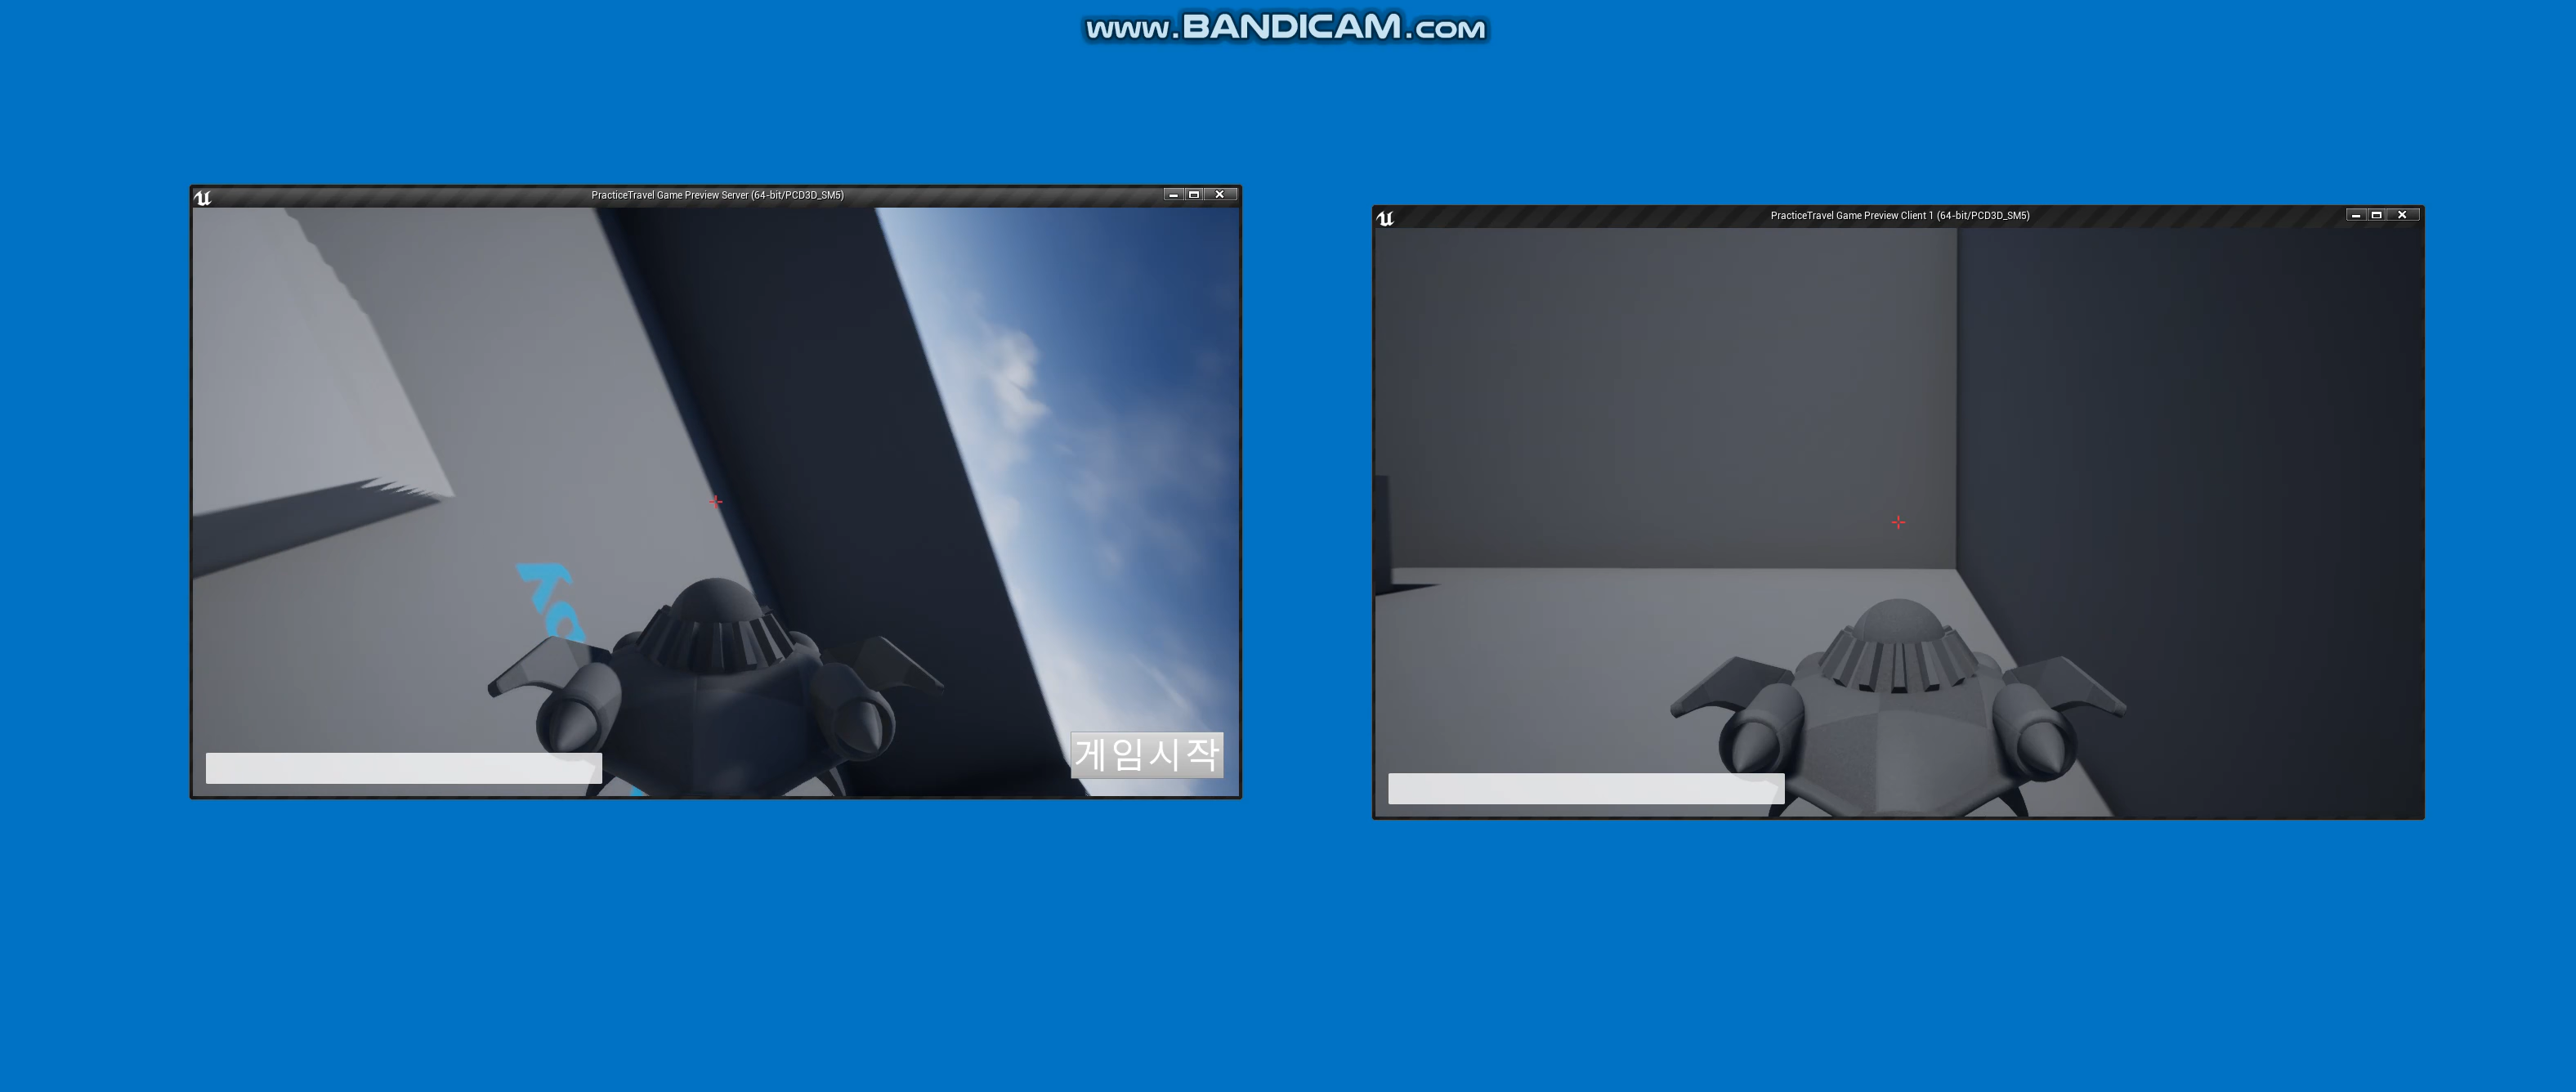 www.BANDICAM.com
PracticeTravel Game Preview Server (64-bit/PCD3D_SM5)
PracticeTravel Game Preview Client 1 (64-bit/PCD3D_SM5)
게임시작